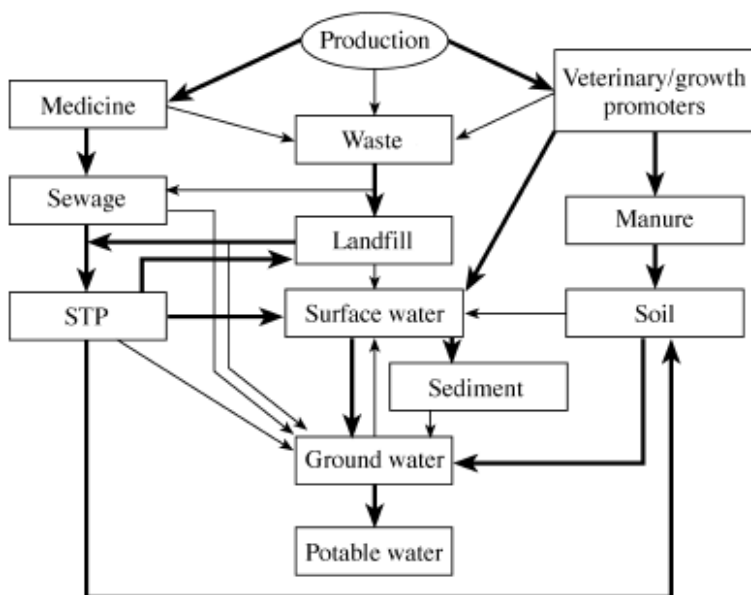 Production
Medicine
Veterinary/growth
promoters
Waste
Sewage
Manure
Landfill
STP
Surface water
Soil
Sediment
Ground water
Potable water